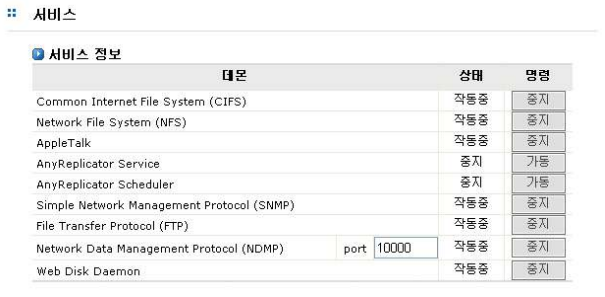 서비스
서비스 정보
데몬 상태 명령
Common Internet File System (CIFS) 작동중 중지
Network File System (NFS) 작동중 중지
AppleTalk 작동중 중지
AnyReplicator Service 중지 가동
AnyReplicator Scheduler 중지 가동
Simple Network Management Protocol (SNMP) 작동중 중지
File Transfer Protocol (FTP) 작동중 중지
Network Data Management Protocol (NDMP) port 10000 작동중 중지
Web Disk Daemon 작동중 중지